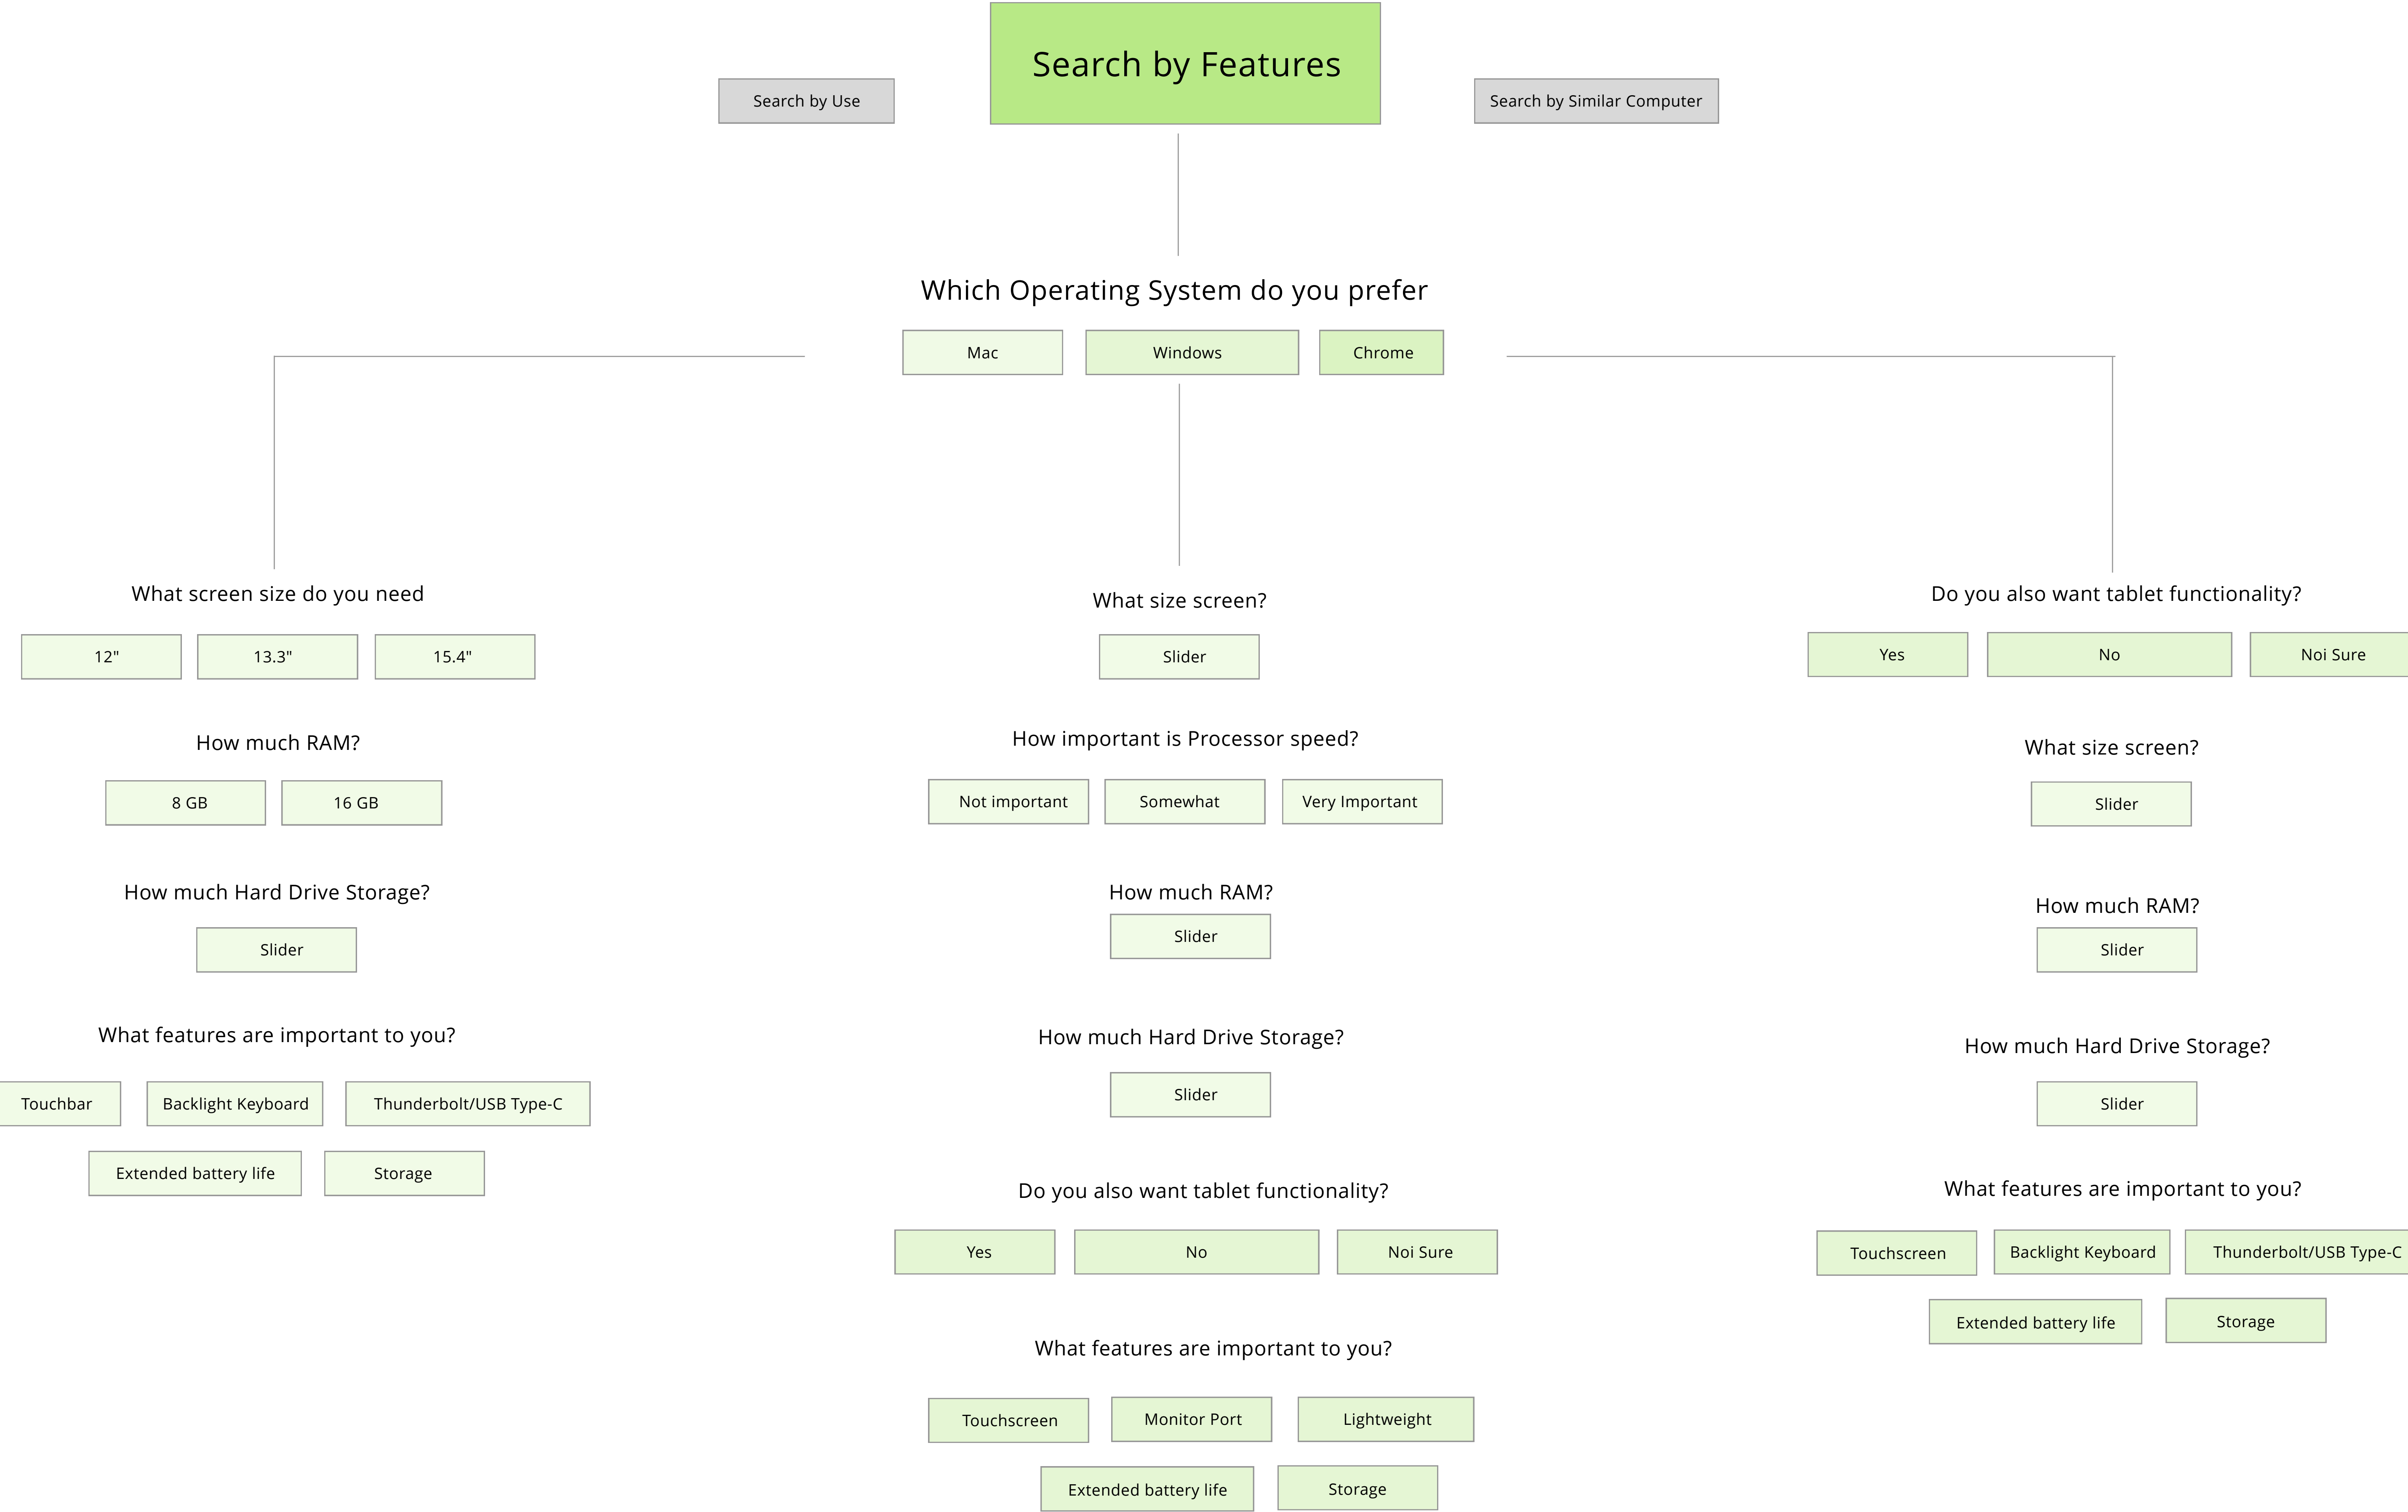 Search by Features
Search by Use
Search by Similar Computer
Which Operating System do you prefer
Mac
Windows
Chrome
What screen size do you need
12"
13.3"
15.4"
How much RAM?
8 GB
16 GB
How much Hard Drive Storage?
Slider
What features are important to you?
Touchbar
Backlight Keyboard
Thunderbolt/USB Type-C
Extended battery life
Storage
What size screen?
Slider
How important is Processor speed?
Not important
Somewhat
Very Important
How much RAM?
Slider
How much Hard Drive Storage?
Slider
Do you also want tablet functionality?
Yes
No
Noi Sure
What features are important to you?
Touchscreen
Monitor Port
Lightweight
Extended battery life
Storage
Do you also want tablet functionality?
Yes
No
Noi Sure
What size screen?
Slider
How much RAM?
Slider
How much Hard Drive Storage?
Slider
What features are important to you?
Touchscreen
Backlight Keyboard
Thunderbolt/USB Type-C
Extended battery life
Storage